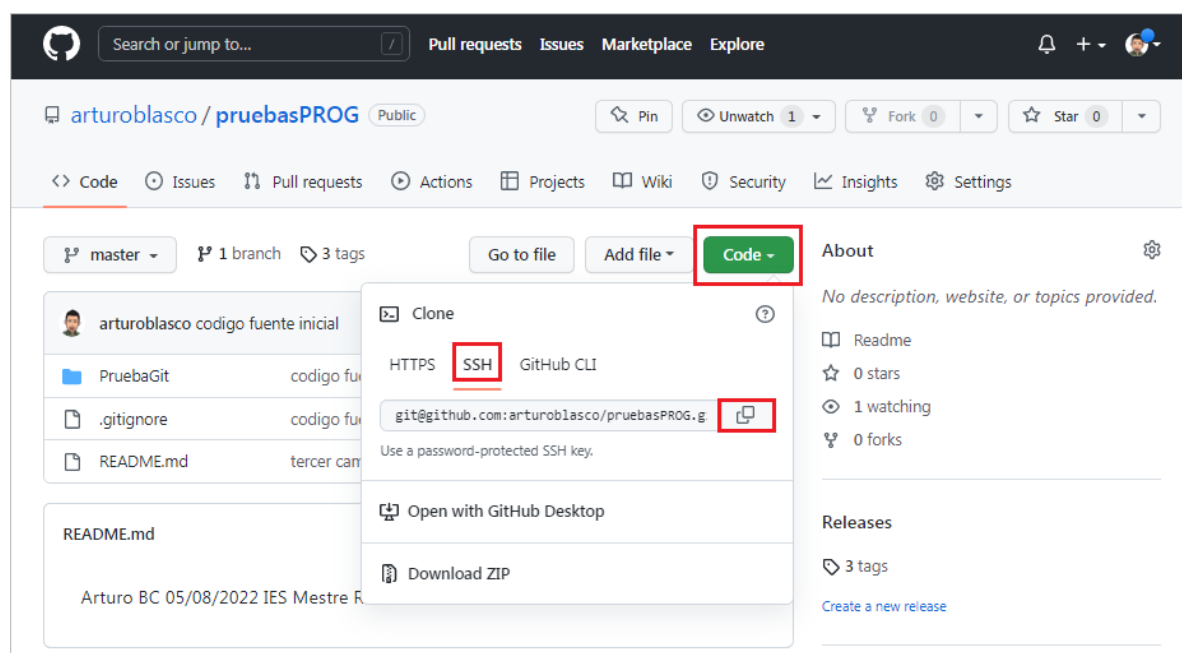 Search or jump to... /
Pull requests Issues Marketplace Explore
arturoblasco / pruebasPROG Public
Pin Unwatch 1 Fork 0 Star 0
Code Issues Pull requests Actions Projects Wiki Security Insights Settings
master 1 branch 3 tags Go to file Add file Code
arturoblasco codigo fuente inicial
PruebaGit codigo
.gitignore codigo
README.md tercer
Clone
HTTPS SSH GitHub CLI
git@github.com:arturoblasco/pruebasPROG.g
Use a password-protected SSH key.
Open with GitHub Desktop
Download ZIP
README.md
Arturo BC 05/08/2022 IES Mestre R
About
No description, website, or topics provided.
Readme
0 stars
1 watching
0 forks
Releases
3 tags
Create a new release